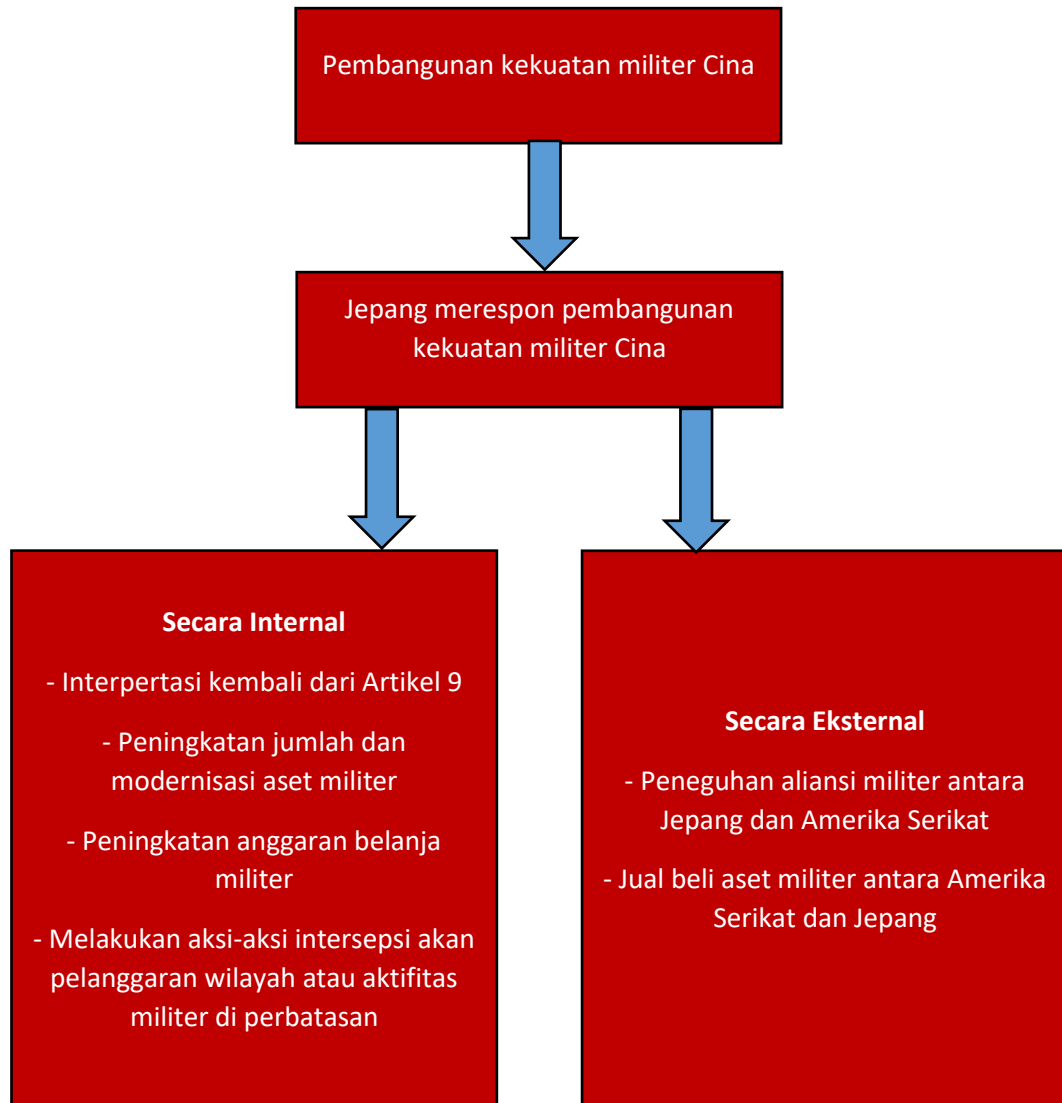 Pembangunan kekuatan militer Cina
Jepang merespon pembangunan
kekuatan militer Cina
Secara Internal
- Interpertasi kembali dari Artikel 9
- Peningkatan jumlah dan
modernisasi aset militer
- Peningkatan anggaran belanja
militer
- Melakukan aksi-aksi intersepsi akan
pelanggaran wilayah atau aktifitas
militer di perbatasan
Secara Eksternal
- Peneguhan aliansi militer antara
Jepang dan Amerika Serikat
- Jual beli aset militer antara Amerika
Serikat dan Jepang